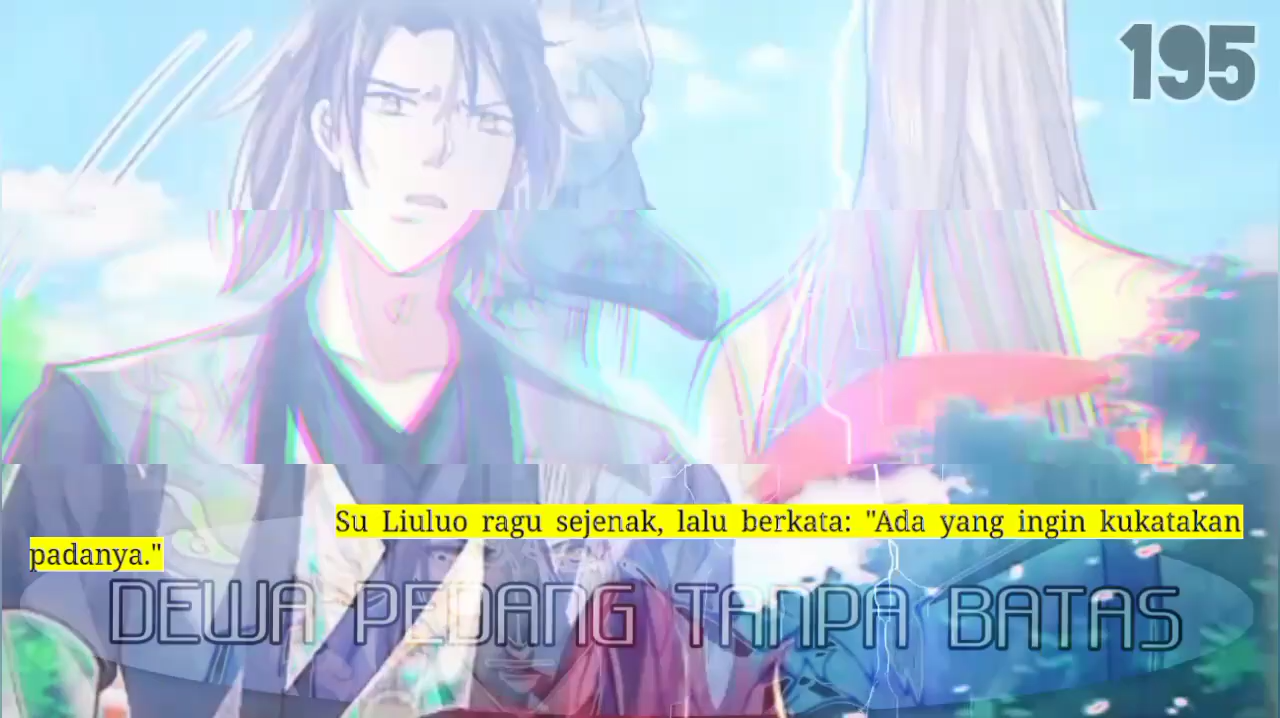 195
Su Liuluo ragu sejenak, lalu berkata: "Ada yang ingin kukatakan
padanya."
DEWA PEDANG TANPA BATAS